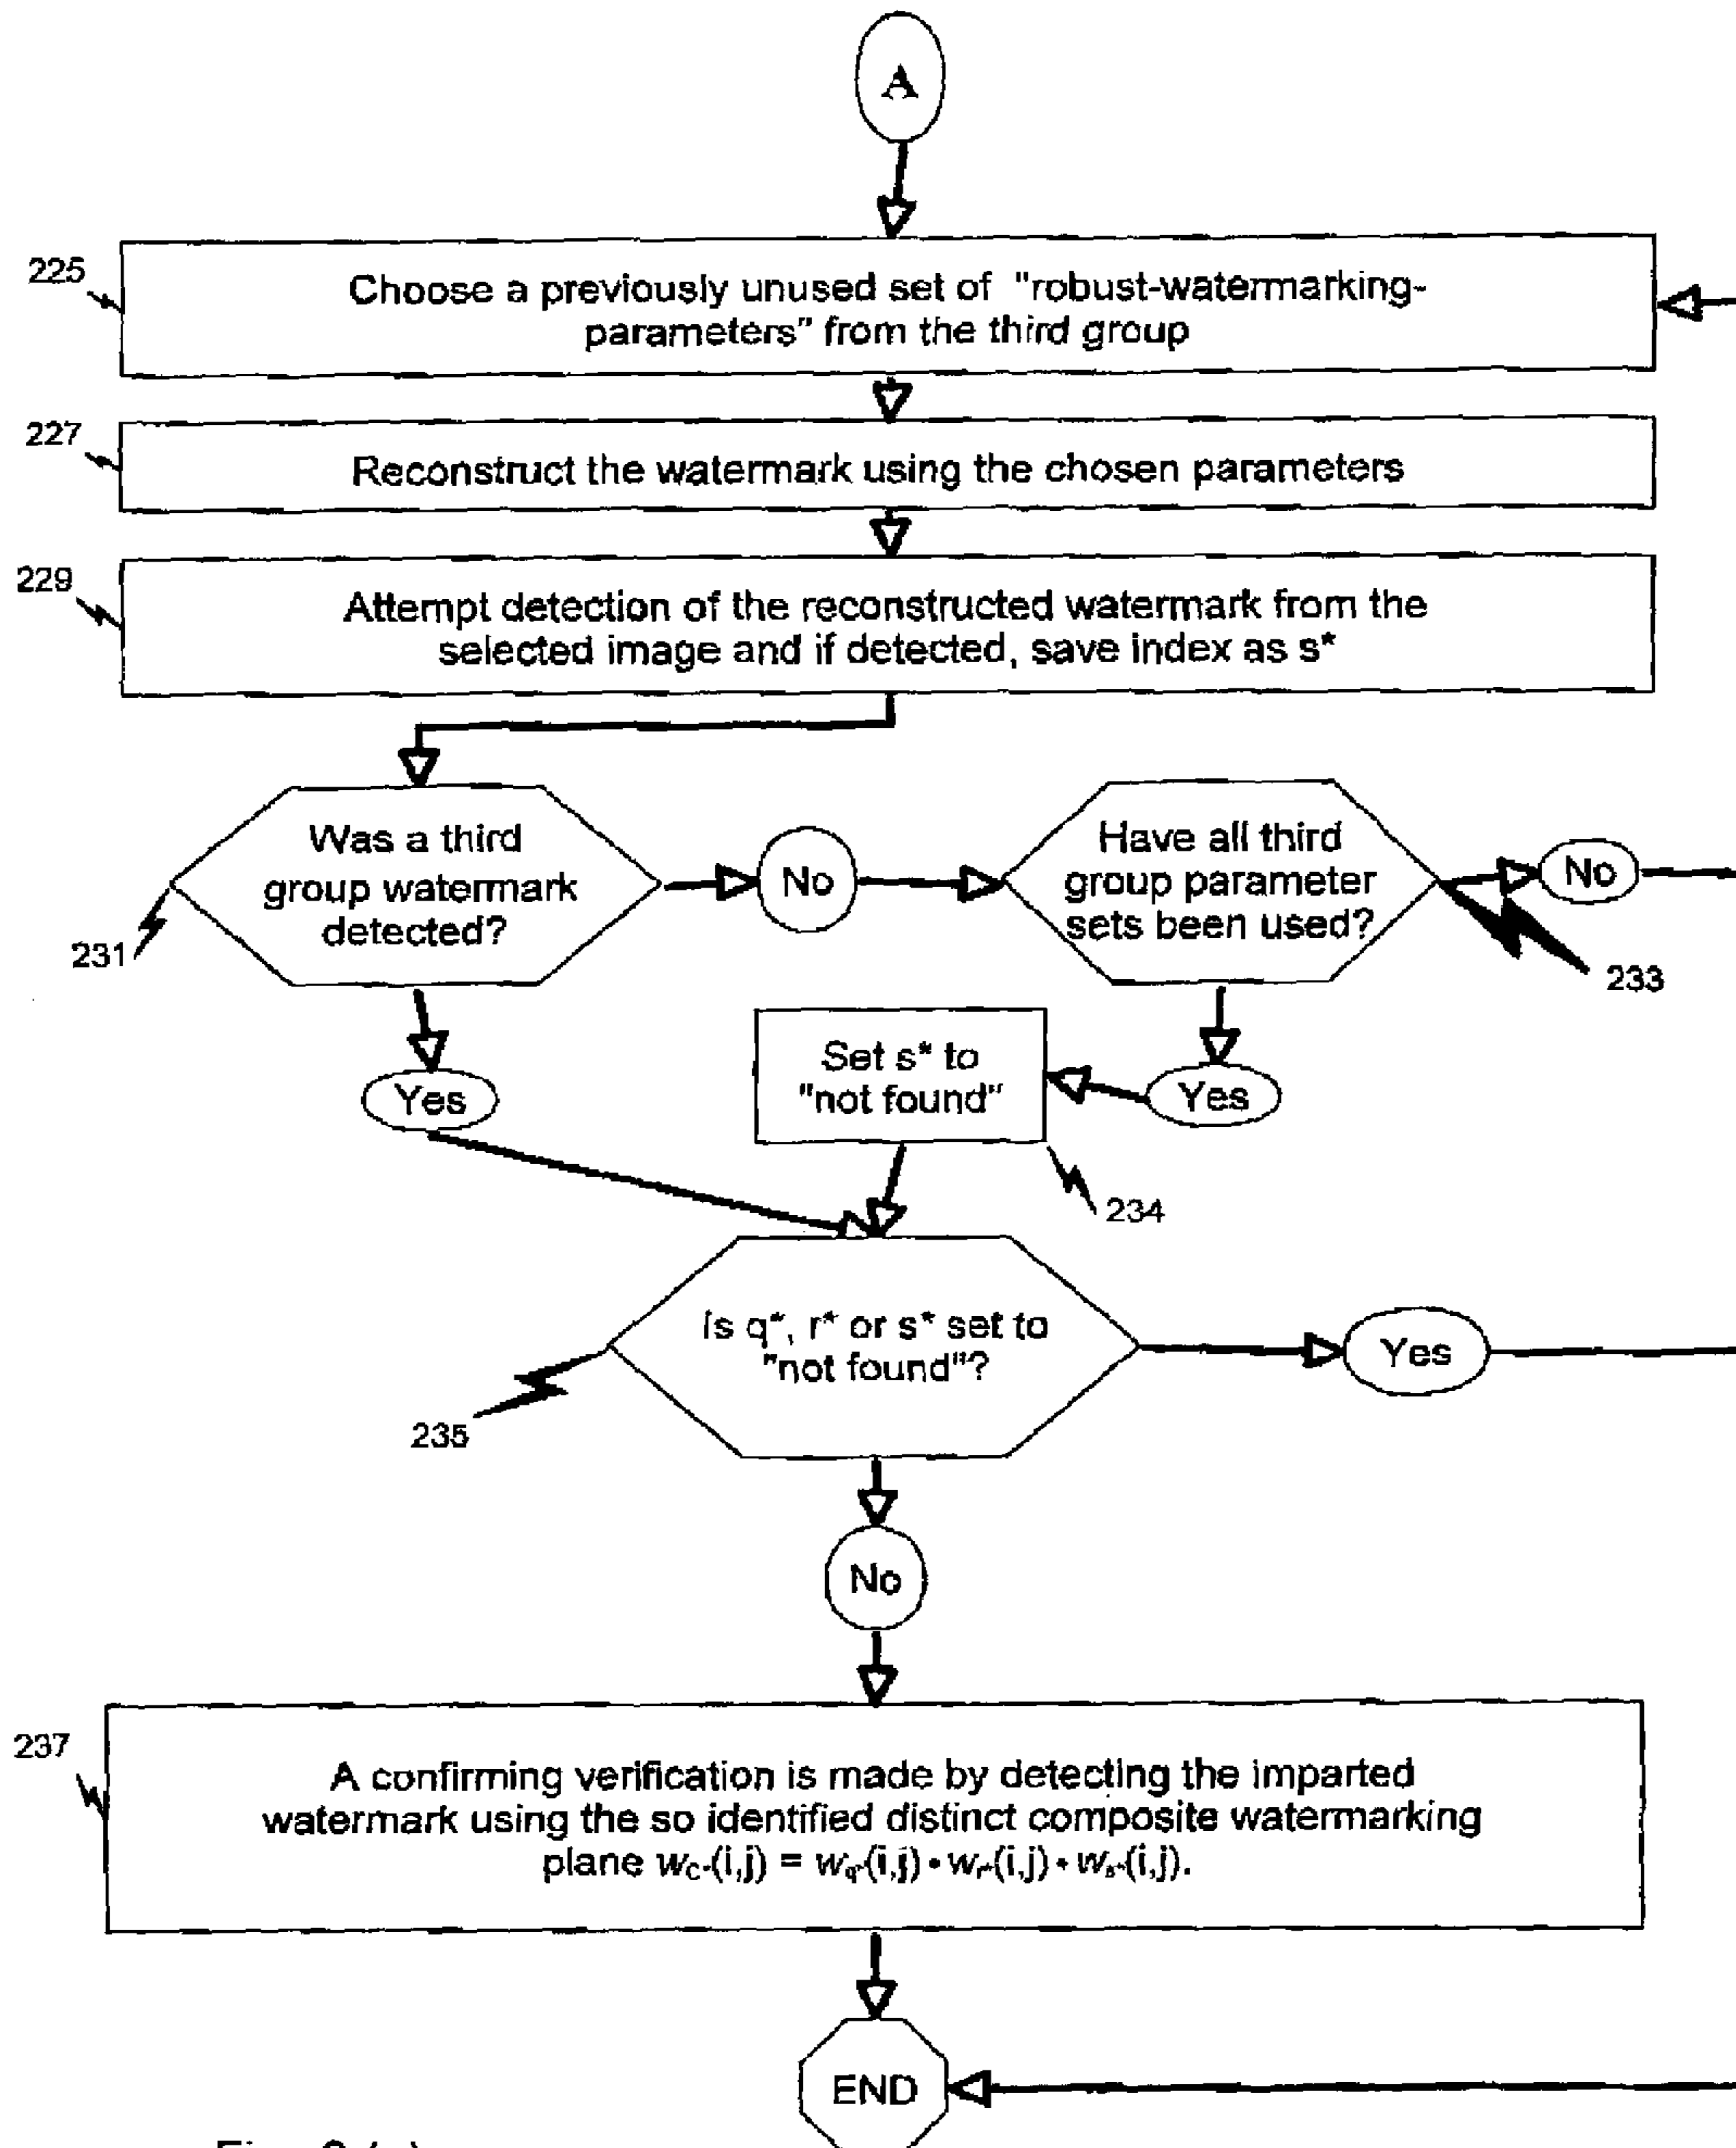 A
225
Choose a previously unused set of "robust-watermarking-
parameters" from the third group
227
Reconstruct the watermark using the chosen parameters
229
Attempt detection of the reconstructed watermark from the
selected image and if detected, save index as s*
Was a third
group watermark
detected?
231
No
Have all third
group parameter
sets been used?
No
233
Yes
Set s* to
"not found"
Yes
234
Is q*, r* or s* set to
"not found"?
Yes
235
No
237
A confirming verification is made by detecting the imparted
watermark using the so identified distinct composite watermarking
plane w_C*(i,j) = w_q*(i,j) • w_r*(i,j) • w_s*(i,j).
END